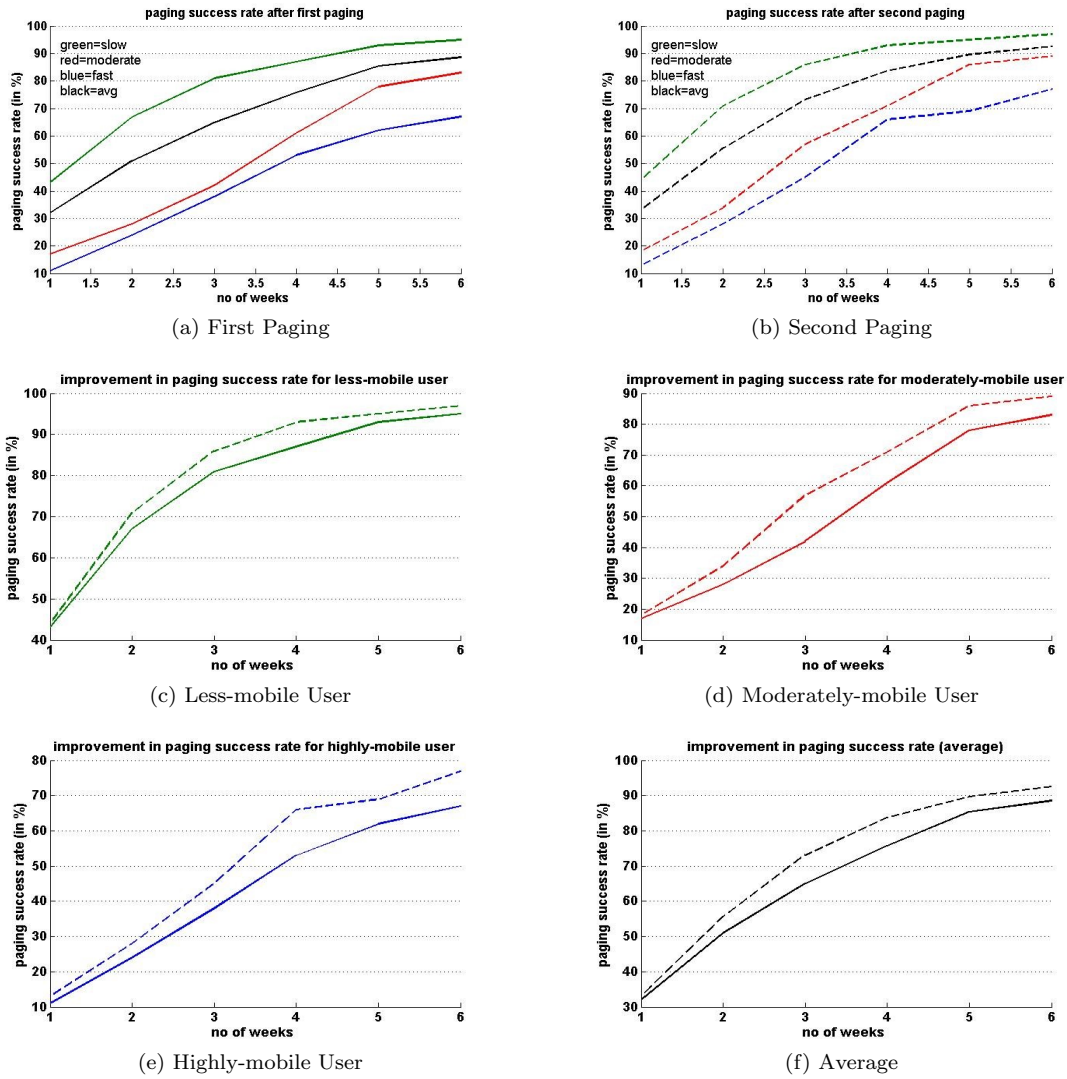 paging success rate after first paging
green=slow
red=moderate
blue=fast
black=avg
paging success rate (in %)
100
90
80
70
60
50
40
30
20
10
1 1.5 2 2.5 3 3.5 4 4.5 5 5.5 6
no of weeks
(a) First Paging
paging success rate after second paging
green=slow
red=moderate
blue=fast
black=avg
paging success rate (in %)
100
90
80
70
60
50
40
30
20
10
1 1.5 2 2.5 3 3.5 4 4.5 5 5.5 6
no of weeks
(b) Second Paging
improvement in paging success rate for less-mobile user
paging success rate (in %)
100
90
80
70
60
50
40
1 2 3 4 5 6
no of weeks
(c) Less-mobile User
improvement in paging success rate for moderately-mobile user
paging success rate (in %)
90
80
70
60
50
40
30
20
10
1 2 3 4 5 6
no of weeks
(d) Moderately-mobile User
improvement in paging success rate for highly-mobile user
paging success rate (in %)
80
70
60
50
40
30
20
10
1 2 3 4 5 6
no of weeks
(e) Highly-mobile User
improvement in paging success rate (average)
paging success rate (in %)
100
90
80
70
60
50
40
30
1 2 3 4 5 6
no of weeks
(f) Average